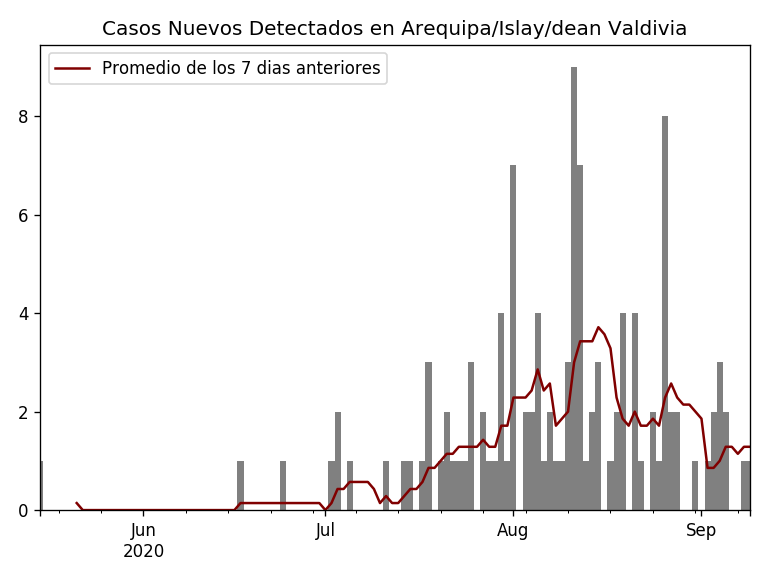 Casos Nuevos Detectados en Arequipa/Islay/dean Valdivia
Promedio de los 7 dias anteriores
8
6
4
2
0
Jun
2020
Jul
Aug
Sep